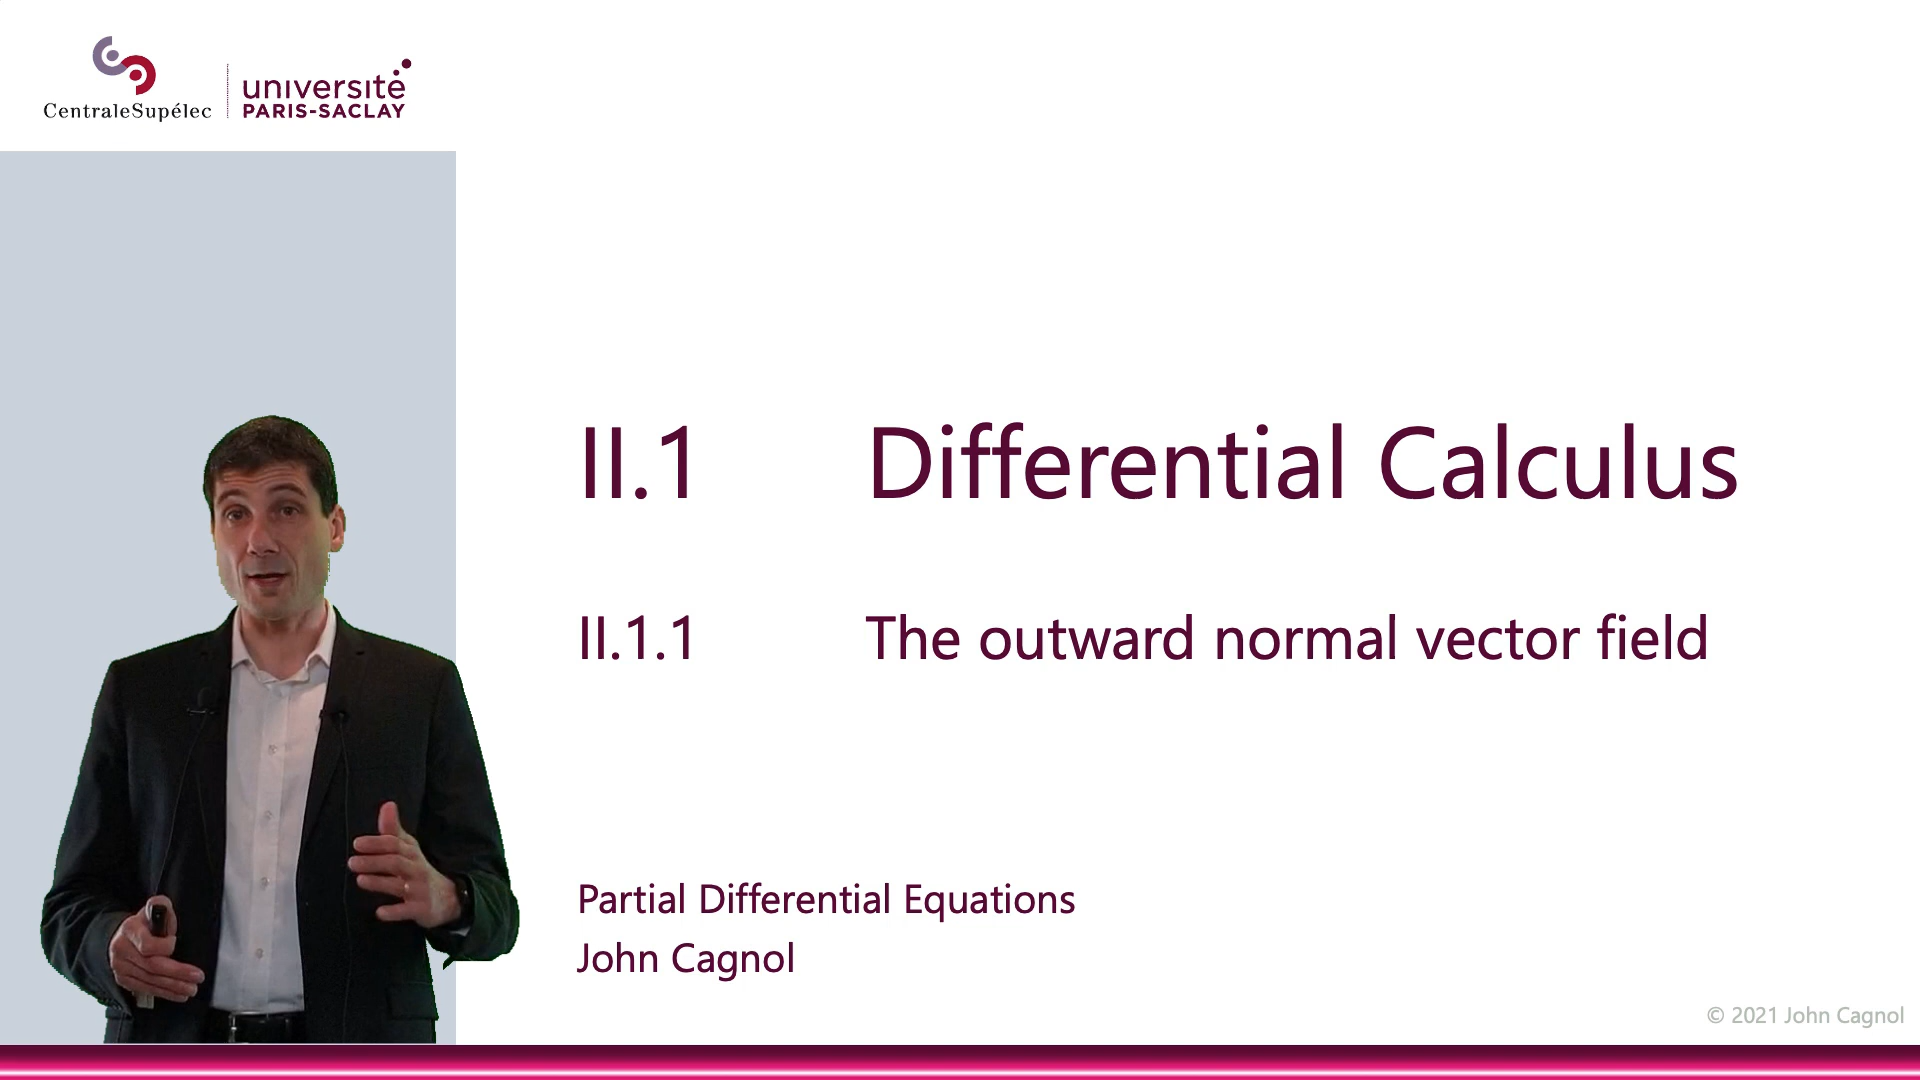 CentraleSupélec
université
PARIS-SACLAY
II.1 Differential Calculus
II.1.1 The outward normal vector field
Partial Differential Equations
John Cagnol
© 2021 John Cagnol